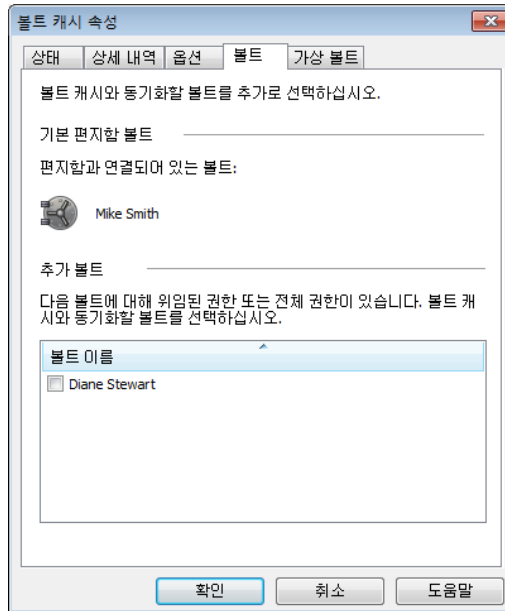 볼트 캐시 속성
상태 상세 내역 옵션 볼트 가상 볼트
볼트 캐시와 동기화할 볼트를 추가로 선택하십시오.
기본 편지함 볼트
편지함과 연결되어 있는 볼트:
Mike Smith
추가 볼트
다음 볼트에 대해 위임된 권한 또는 전체 권한이 있습니다. 볼트 캐
시와 동기화할 볼트를 선택하십시오.
볼트 이름
Diane Stewart
확인 취소 도움말